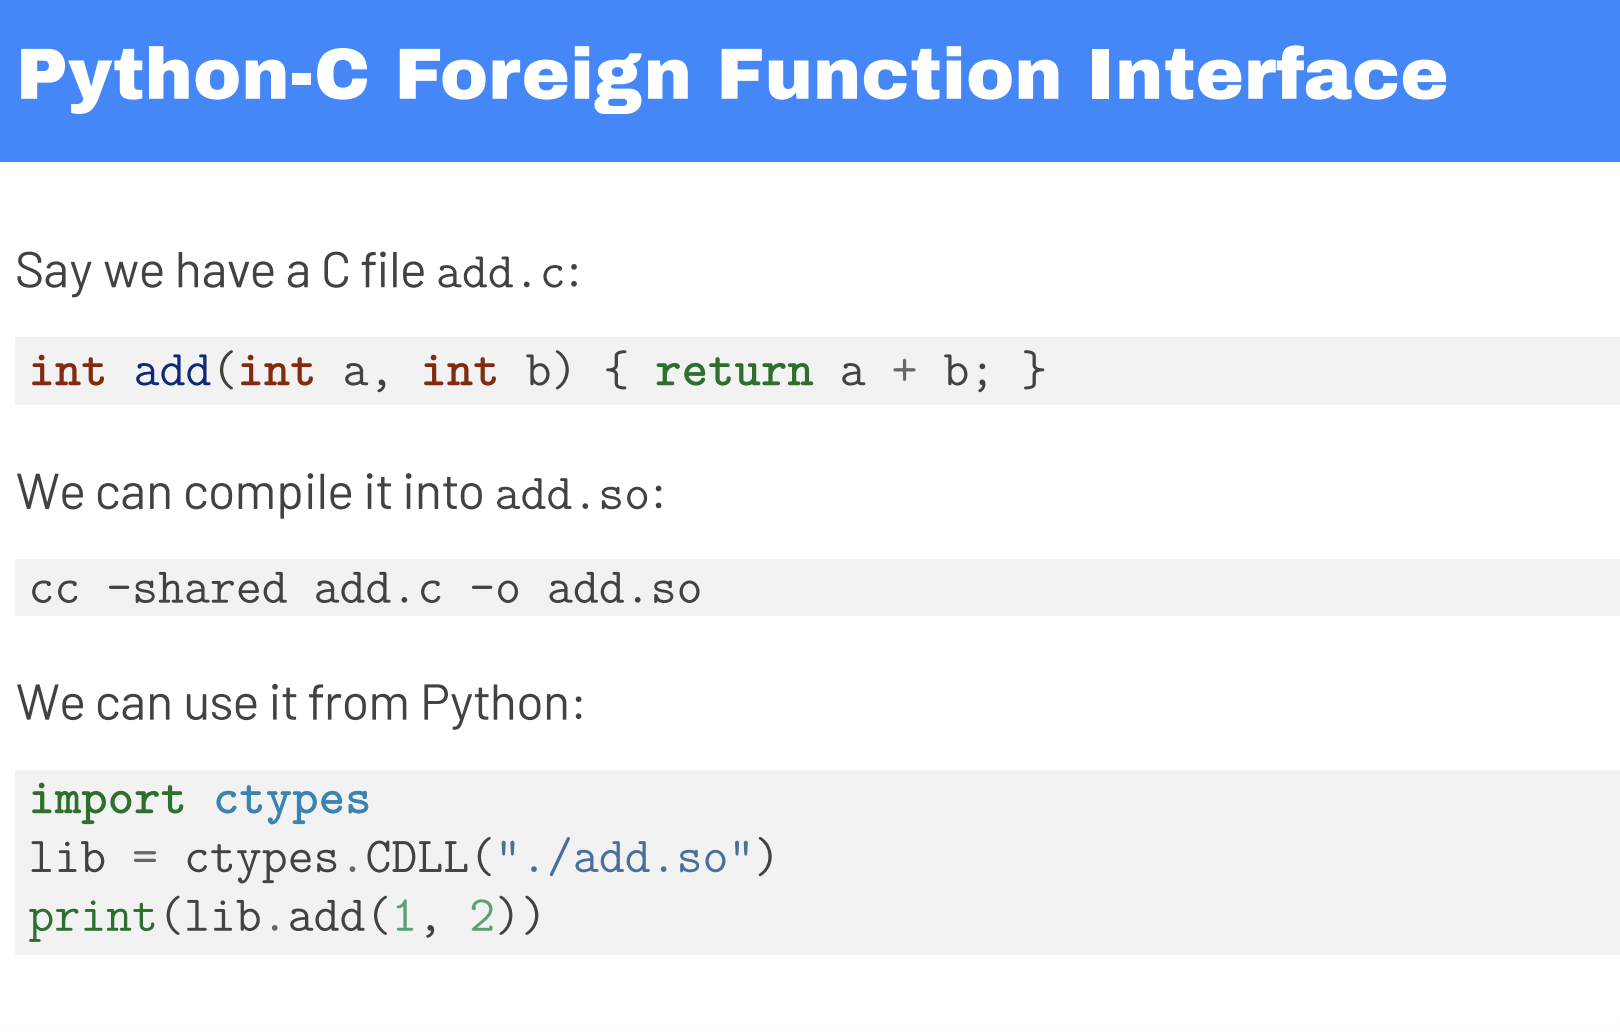 Python-C Foreign Function Interface
Say we have a C file add.c:
int add(int a, int b) { return a + b; }
We can compile it into add.so:
cc -shared add.c -o add.so
We can use it from Python:
import ctypes
lib = ctypes.CDLL("./add.so")
print(lib.add(1, 2))